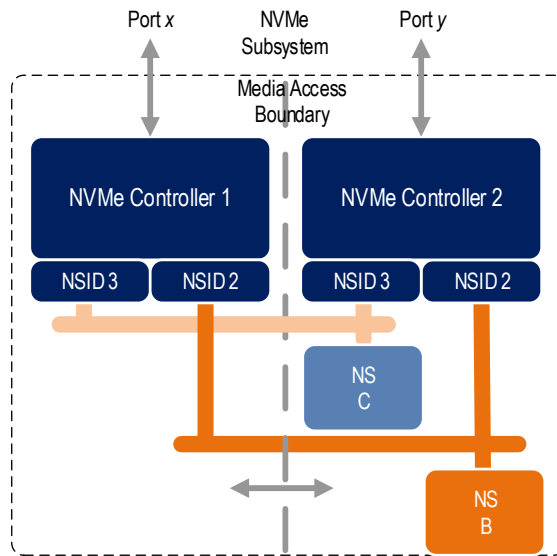 Port x
NVMe
Subsystem
Port y
Media Access
Boundary
NVMe Controller 1
NVMe Controller 2
NSID 3
NSID 2
NSID 3
NSID 2
NS
C
NS
B